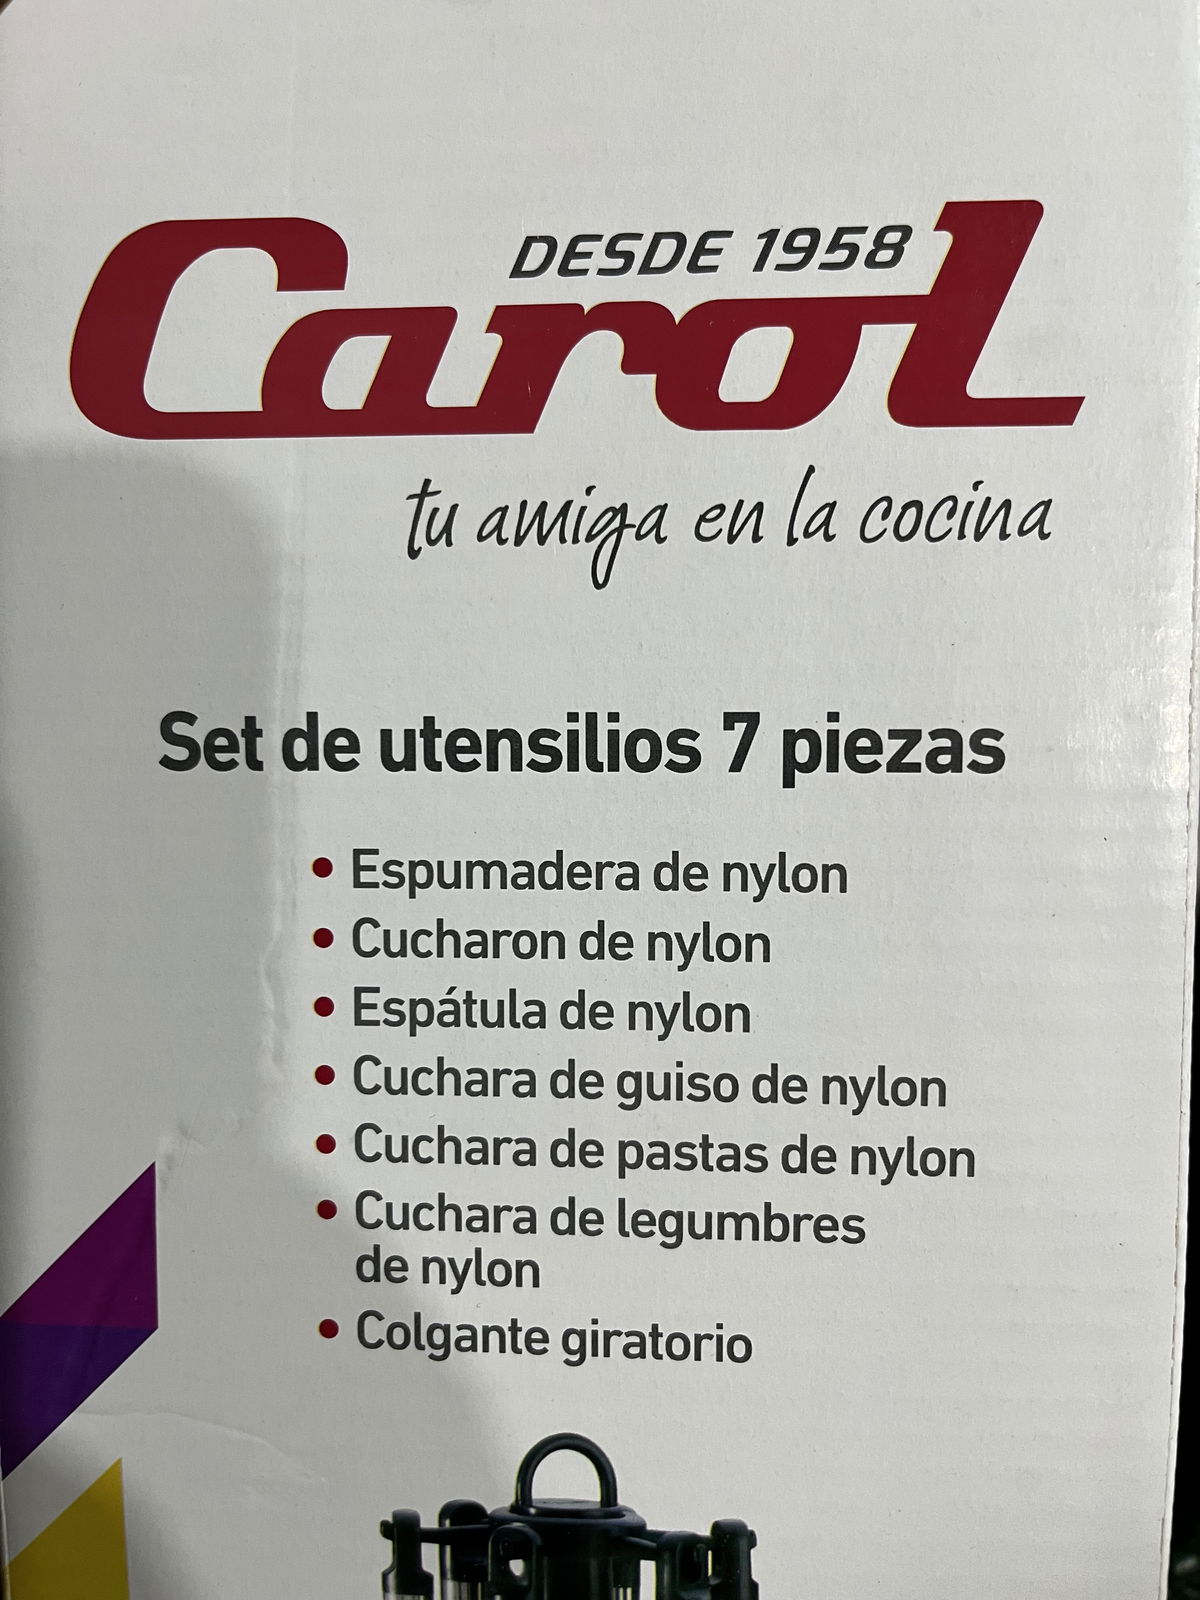 DESDE 1958
Carol
tu amiga en la cocina
Set de utensilios 7 piezas
• Espumadera de nylon
• Cucharon de nylon
• Espátula de nylon
• Cuchara de guiso de nylon
• Cuchara de pastas de nylon
• Cuchara de legumbres
de nylon
• Colgante giratorio